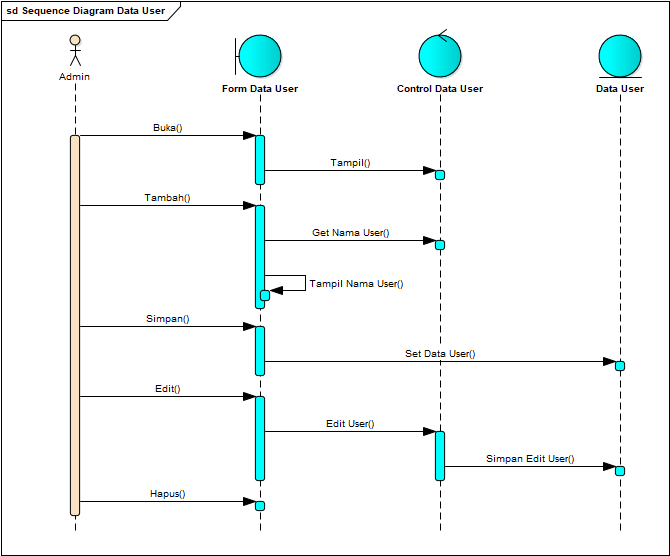 sd Sequence Diagram Data User
Admin
Form Data User
Control Data User
Data User
Buka()
Tampil()
Tambah()
Get Nama User()
Tampil Nama User()
Simpan()
Set Data User()
Edit()
Edit User()
Simpan Edit User()
Hapus()